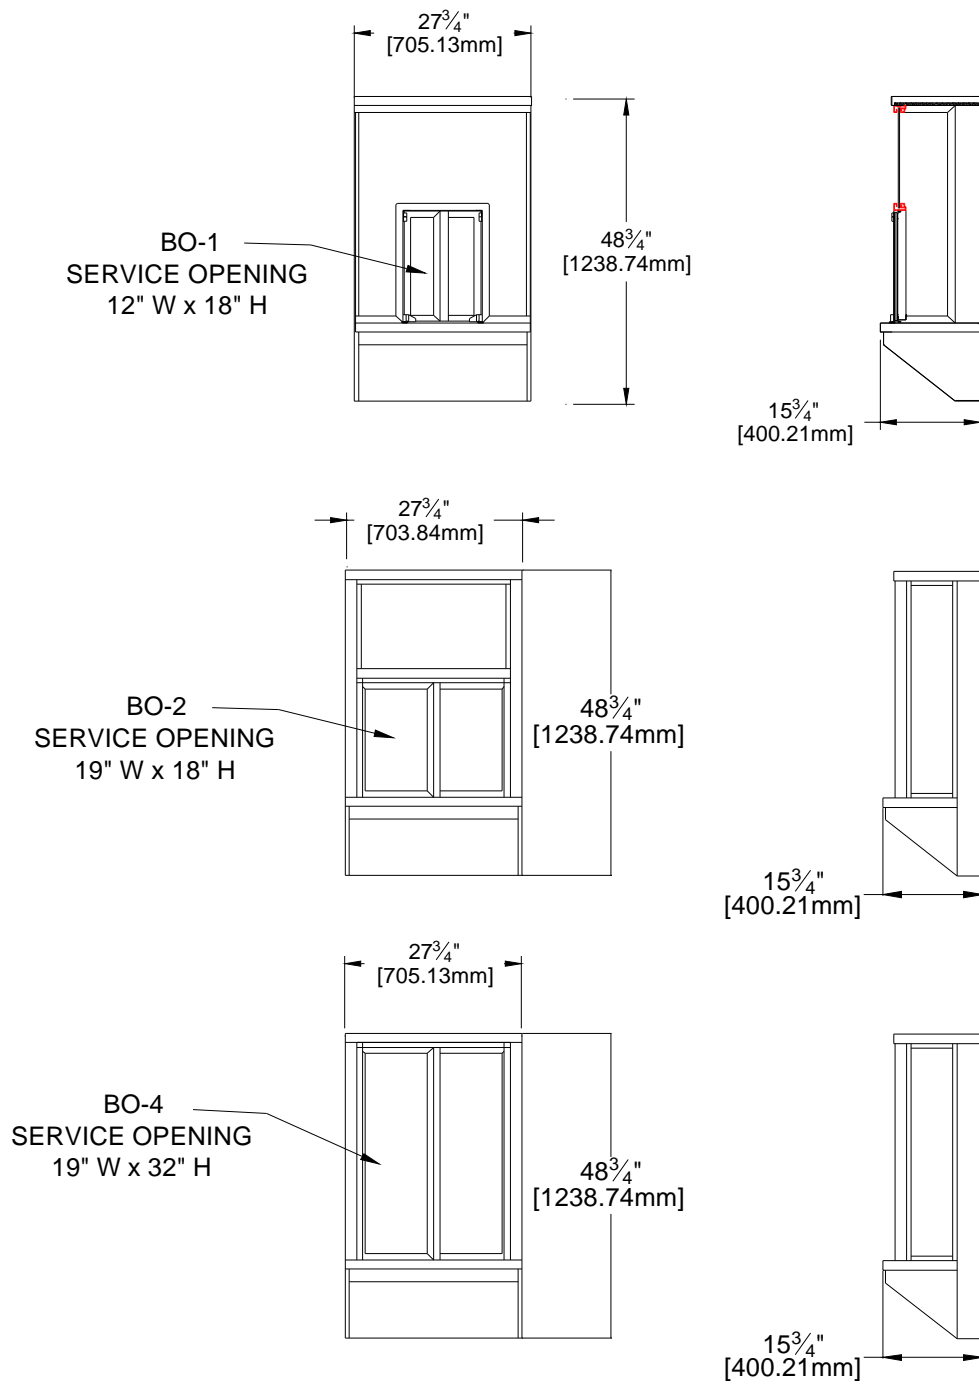 27¾"
[705.13mm]
BO-1
SERVICE OPENING
12" W x 18" H
48¾"
[1238.74mm]
15¾"
[400.21mm]
27¾"
[703.84mm]
BO-2
SERVICE OPENING
19" W x 18" H
48¾"
[1238.74mm]
15¾"
[400.21mm]
27¾"
[705.13mm]
BO-4
SERVICE OPENING
19" W x 32" H
48¾"
[1238.74mm]
15¾"
[400.21mm]